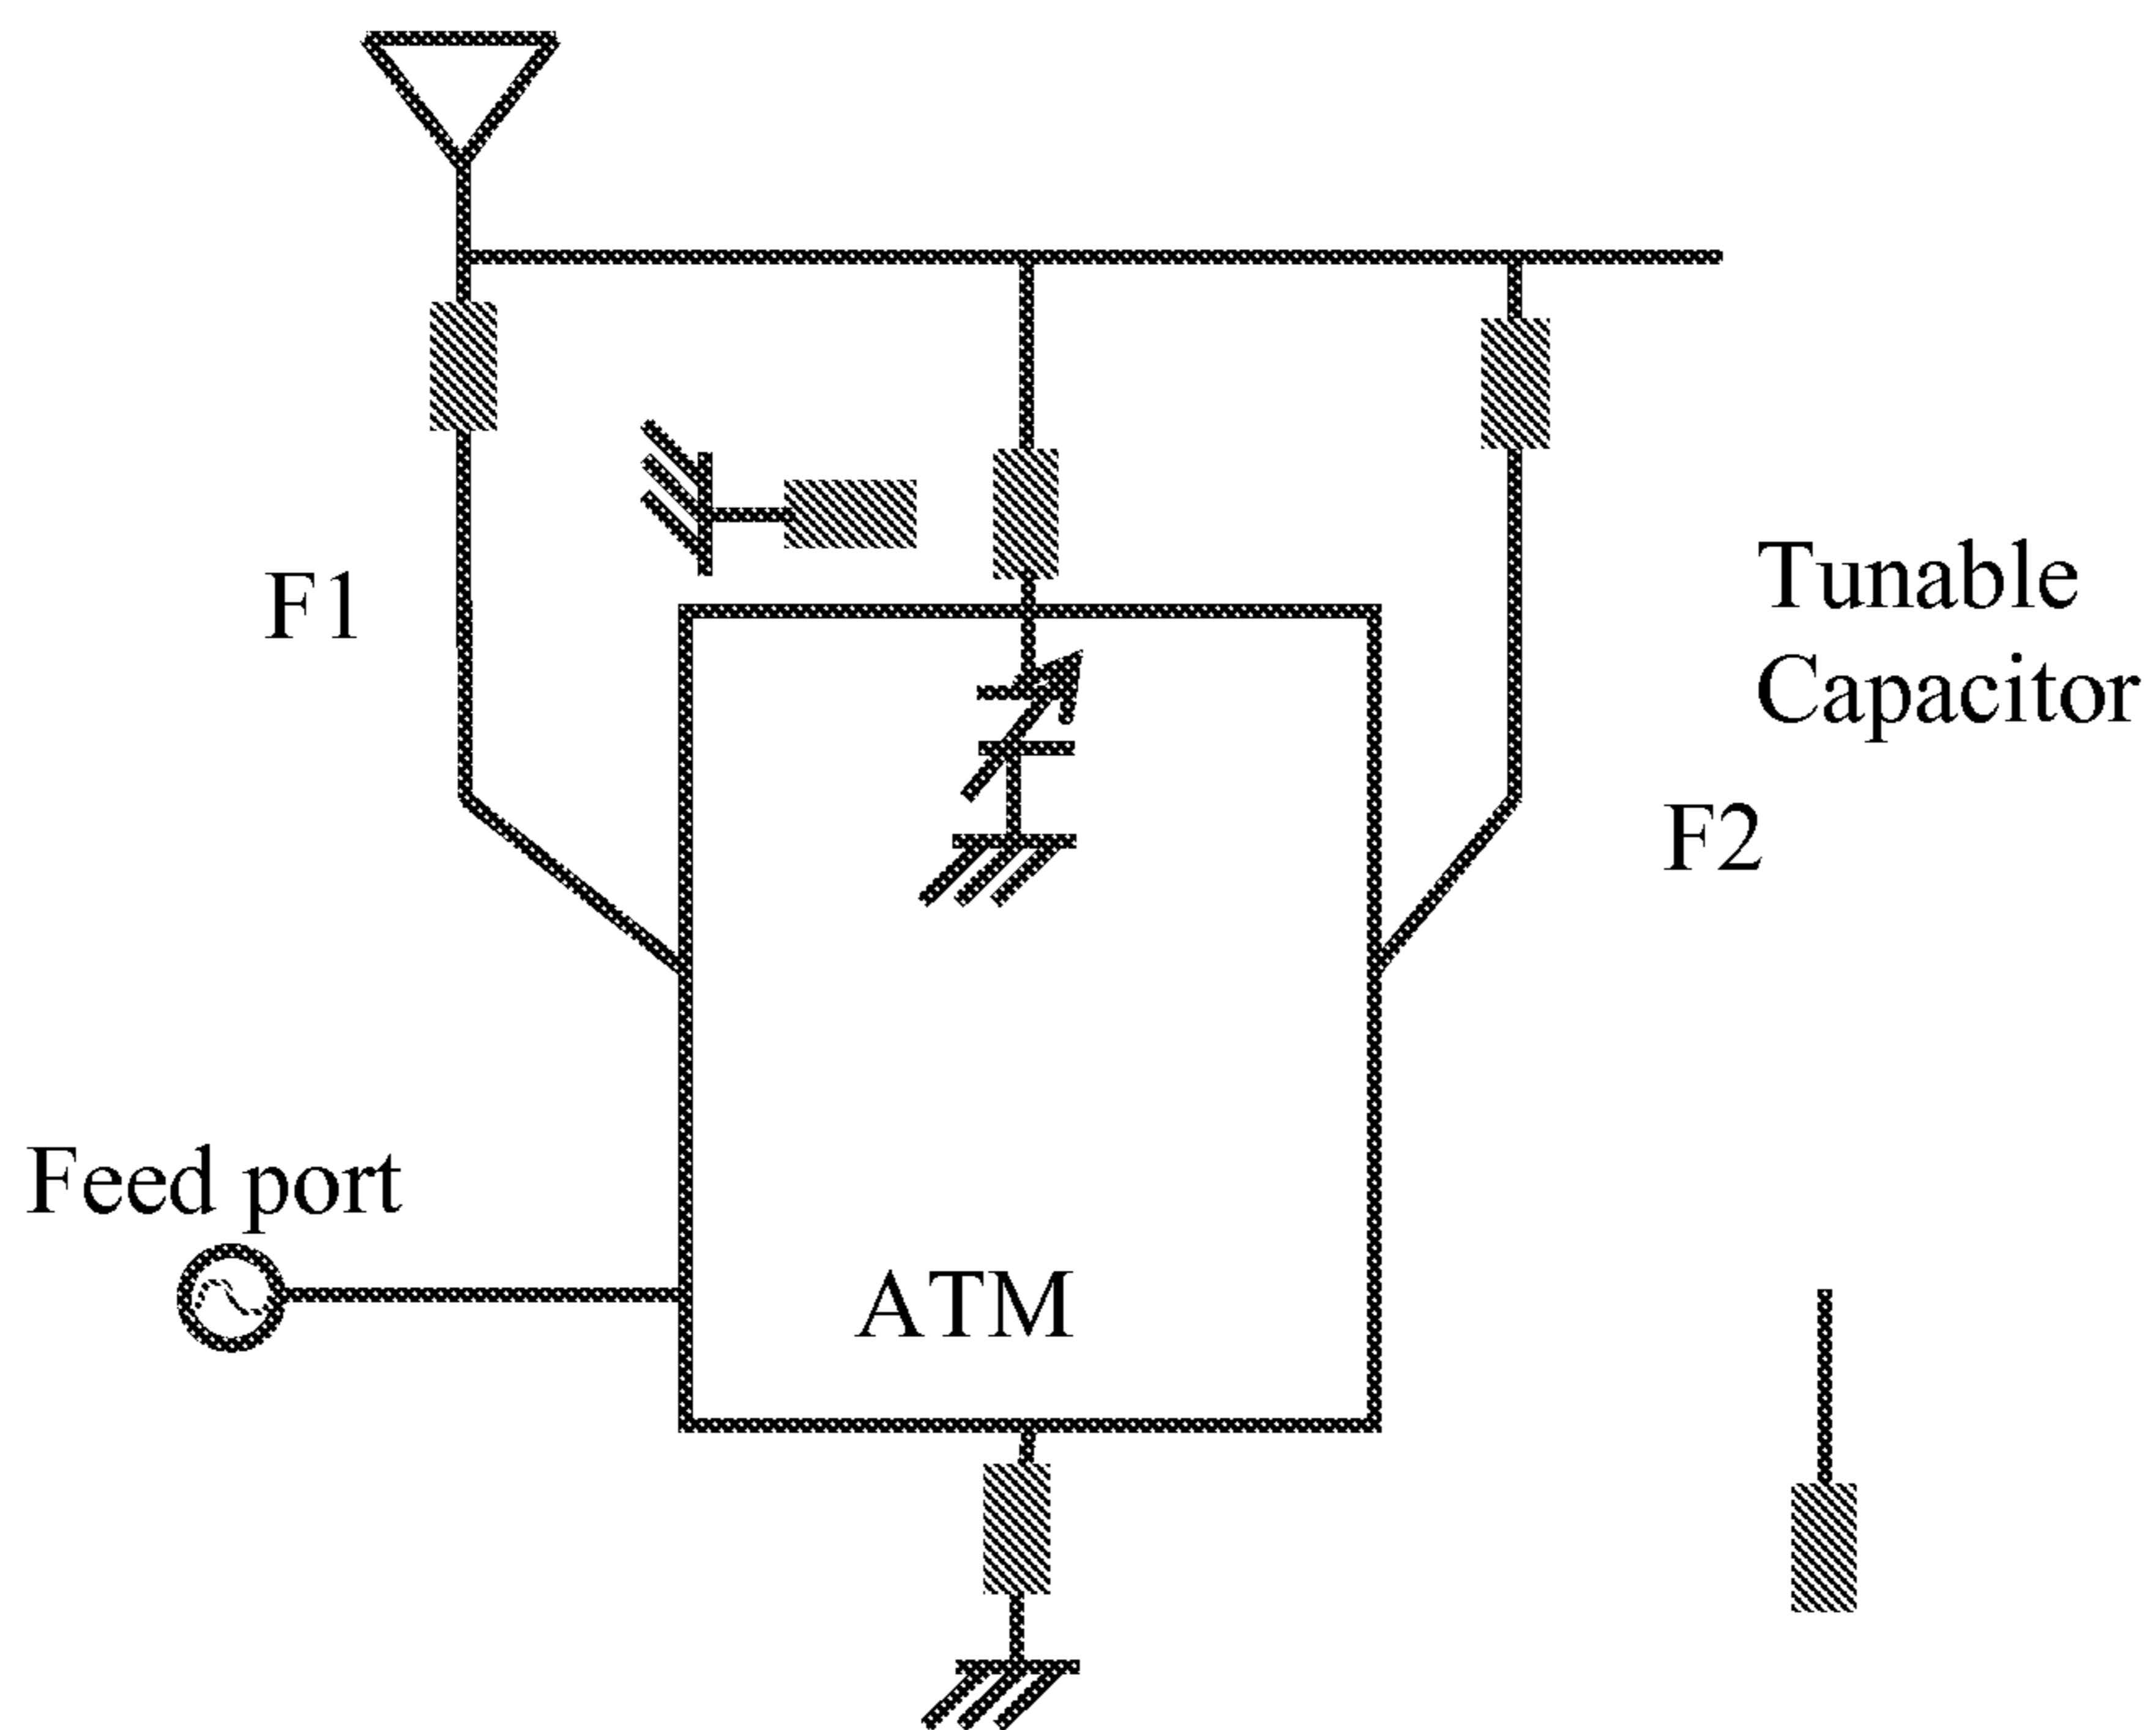 F1
Tunable
Capacitor
F2
Feed port
ATM